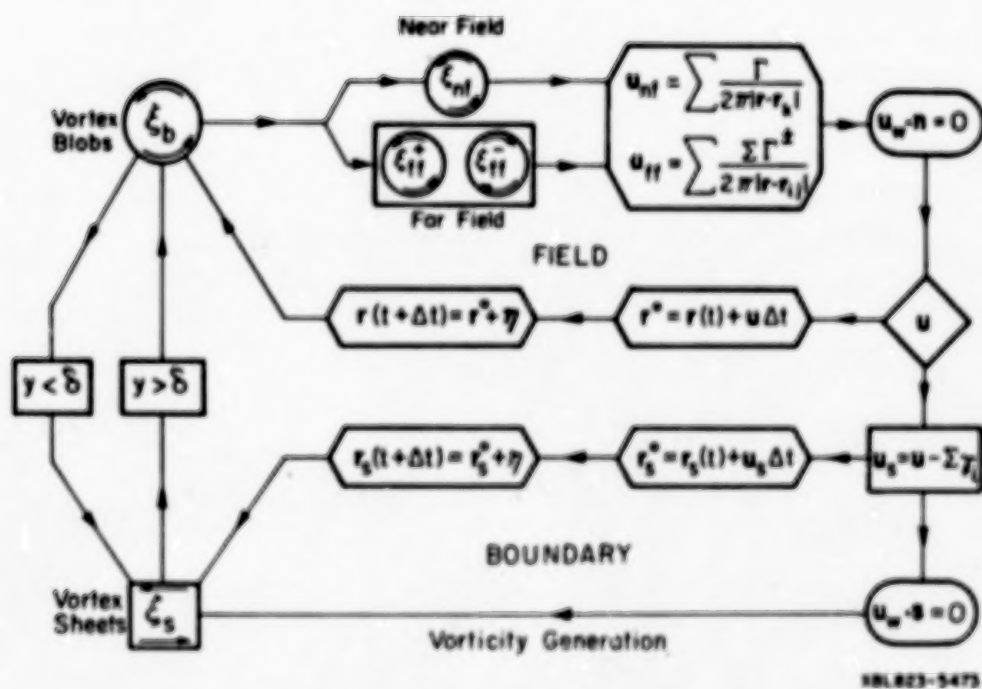 Near Field
Vortex
Blobs
ξ_b
ξ_nf
ξ_ff^+
ξ_ff^-
Far Field
u_nf = ∑ Γ / 2π|r-r_k|
u_ff = ∑ ΣΓ^± / 2π|r-r_ij|
u_w·n=0
FIELD
r(t+Δt)=r*+η
r*=r(t)+uΔt
u
y<δ
y>δ
r_s(t+Δt)=r_s*+η
r_s*=r_s(t)+u_sΔt
u_s=u-Σγ_i
BOUNDARY
Vortex
Sheets
ξ_s
u_w·s=0
Vorticity Generation
XBL823-5475